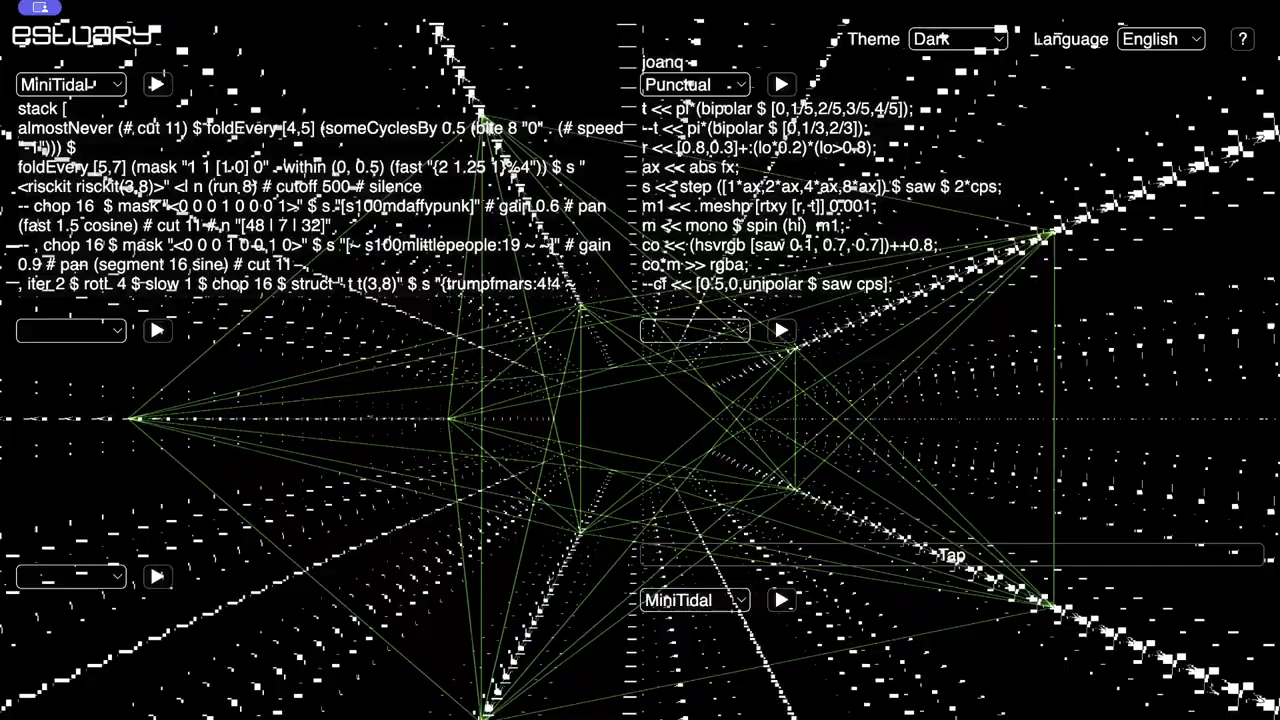 estuary
Theme Dark Language English ?
MiniTidal
stack [
almostNever (# cut 11) $ foldEvery [4,5] (someCyclesBy 0.5 (bite 8 "0" . (# speed
"-1"))) $
foldEvery [5,7] (mask "1 1 [1 0] 0" . within (0, 0.5) (fast "{2 1.25 1}%4")) $ s "
<risckit risckit(3,8)>" <| n (run 8) # cutoff 500 # silence
-- chop 16 $ mask "<0 0 0 1 0 0 0 1>" $ s "[s100mdaffypunk]" # gain 0.6 # pan
(fast 1.5 cosine) # cut 11 # n "[48 | 7 | 32]"
-- , chop 16 $ mask "<0 0 0 1 0 0 1 0>" $ s "[~ s100mlittlepeople:19 ~ ~]" # gain
0.9 # pan (segment 16 sine) # cut 11
, iter 2 $ rotL 4 $ slow 1 $ chop 16 $ struct " t t(3,8)" $ s "{trumpfmars:4!4 ~
joanq
Punctual
t << pi*(bipolar $ [0,1/5,2/5,3/5,4/5]);
--t << pi*(bipolar $ [0,1/3,2/3]);
r << [0.8,0.3]+:(lo*0.2)*(lo>0.8);
ax << abs fx;
s << step ([1*ax,2*ax,4*ax,8*ax]) $ saw $ 2*cps;
m1 << meshp [rtxy [r, t]] 0.001;
m << mono $ spin (hi) m1;
co << (hsvrgb [saw 0.1, 0.7, 0.7])++0.8;
co*m >> rgba;
--cf << [0.5,0,unipolar $ saw cps];
Tap
MiniTidal